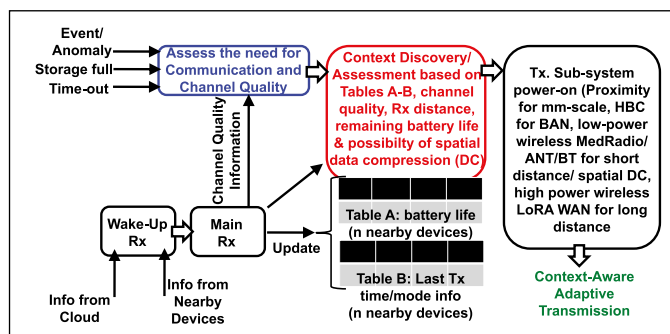 Event/
Anomaly
Storage full
Time-out
Assess the need for
Communication and
Channel Quality
Context Discovery/
Assessment based on
Tables A-B, channel
quality, Rx distance,
remaining battery life
& possibilty of spatial
data compression (DC)
Tx. Sub-system
power-on (Proximity
for mm-scale, HBC
for BAN, low-power
wireless MedRadio/
ANT/BT for short
distance/ spatial DC,
high power wireless
LoRA WAN for long
distance
Channel Quality
Information
Wake-Up
Rx
Main
Rx
Update
Table A: battery life
(n nearby devices)
Table B: Last Tx
time/mode info
(n nearby devices)
Info from
Cloud
Info from
Nearby
Devices
Context-Aware
Adaptive
Transmission